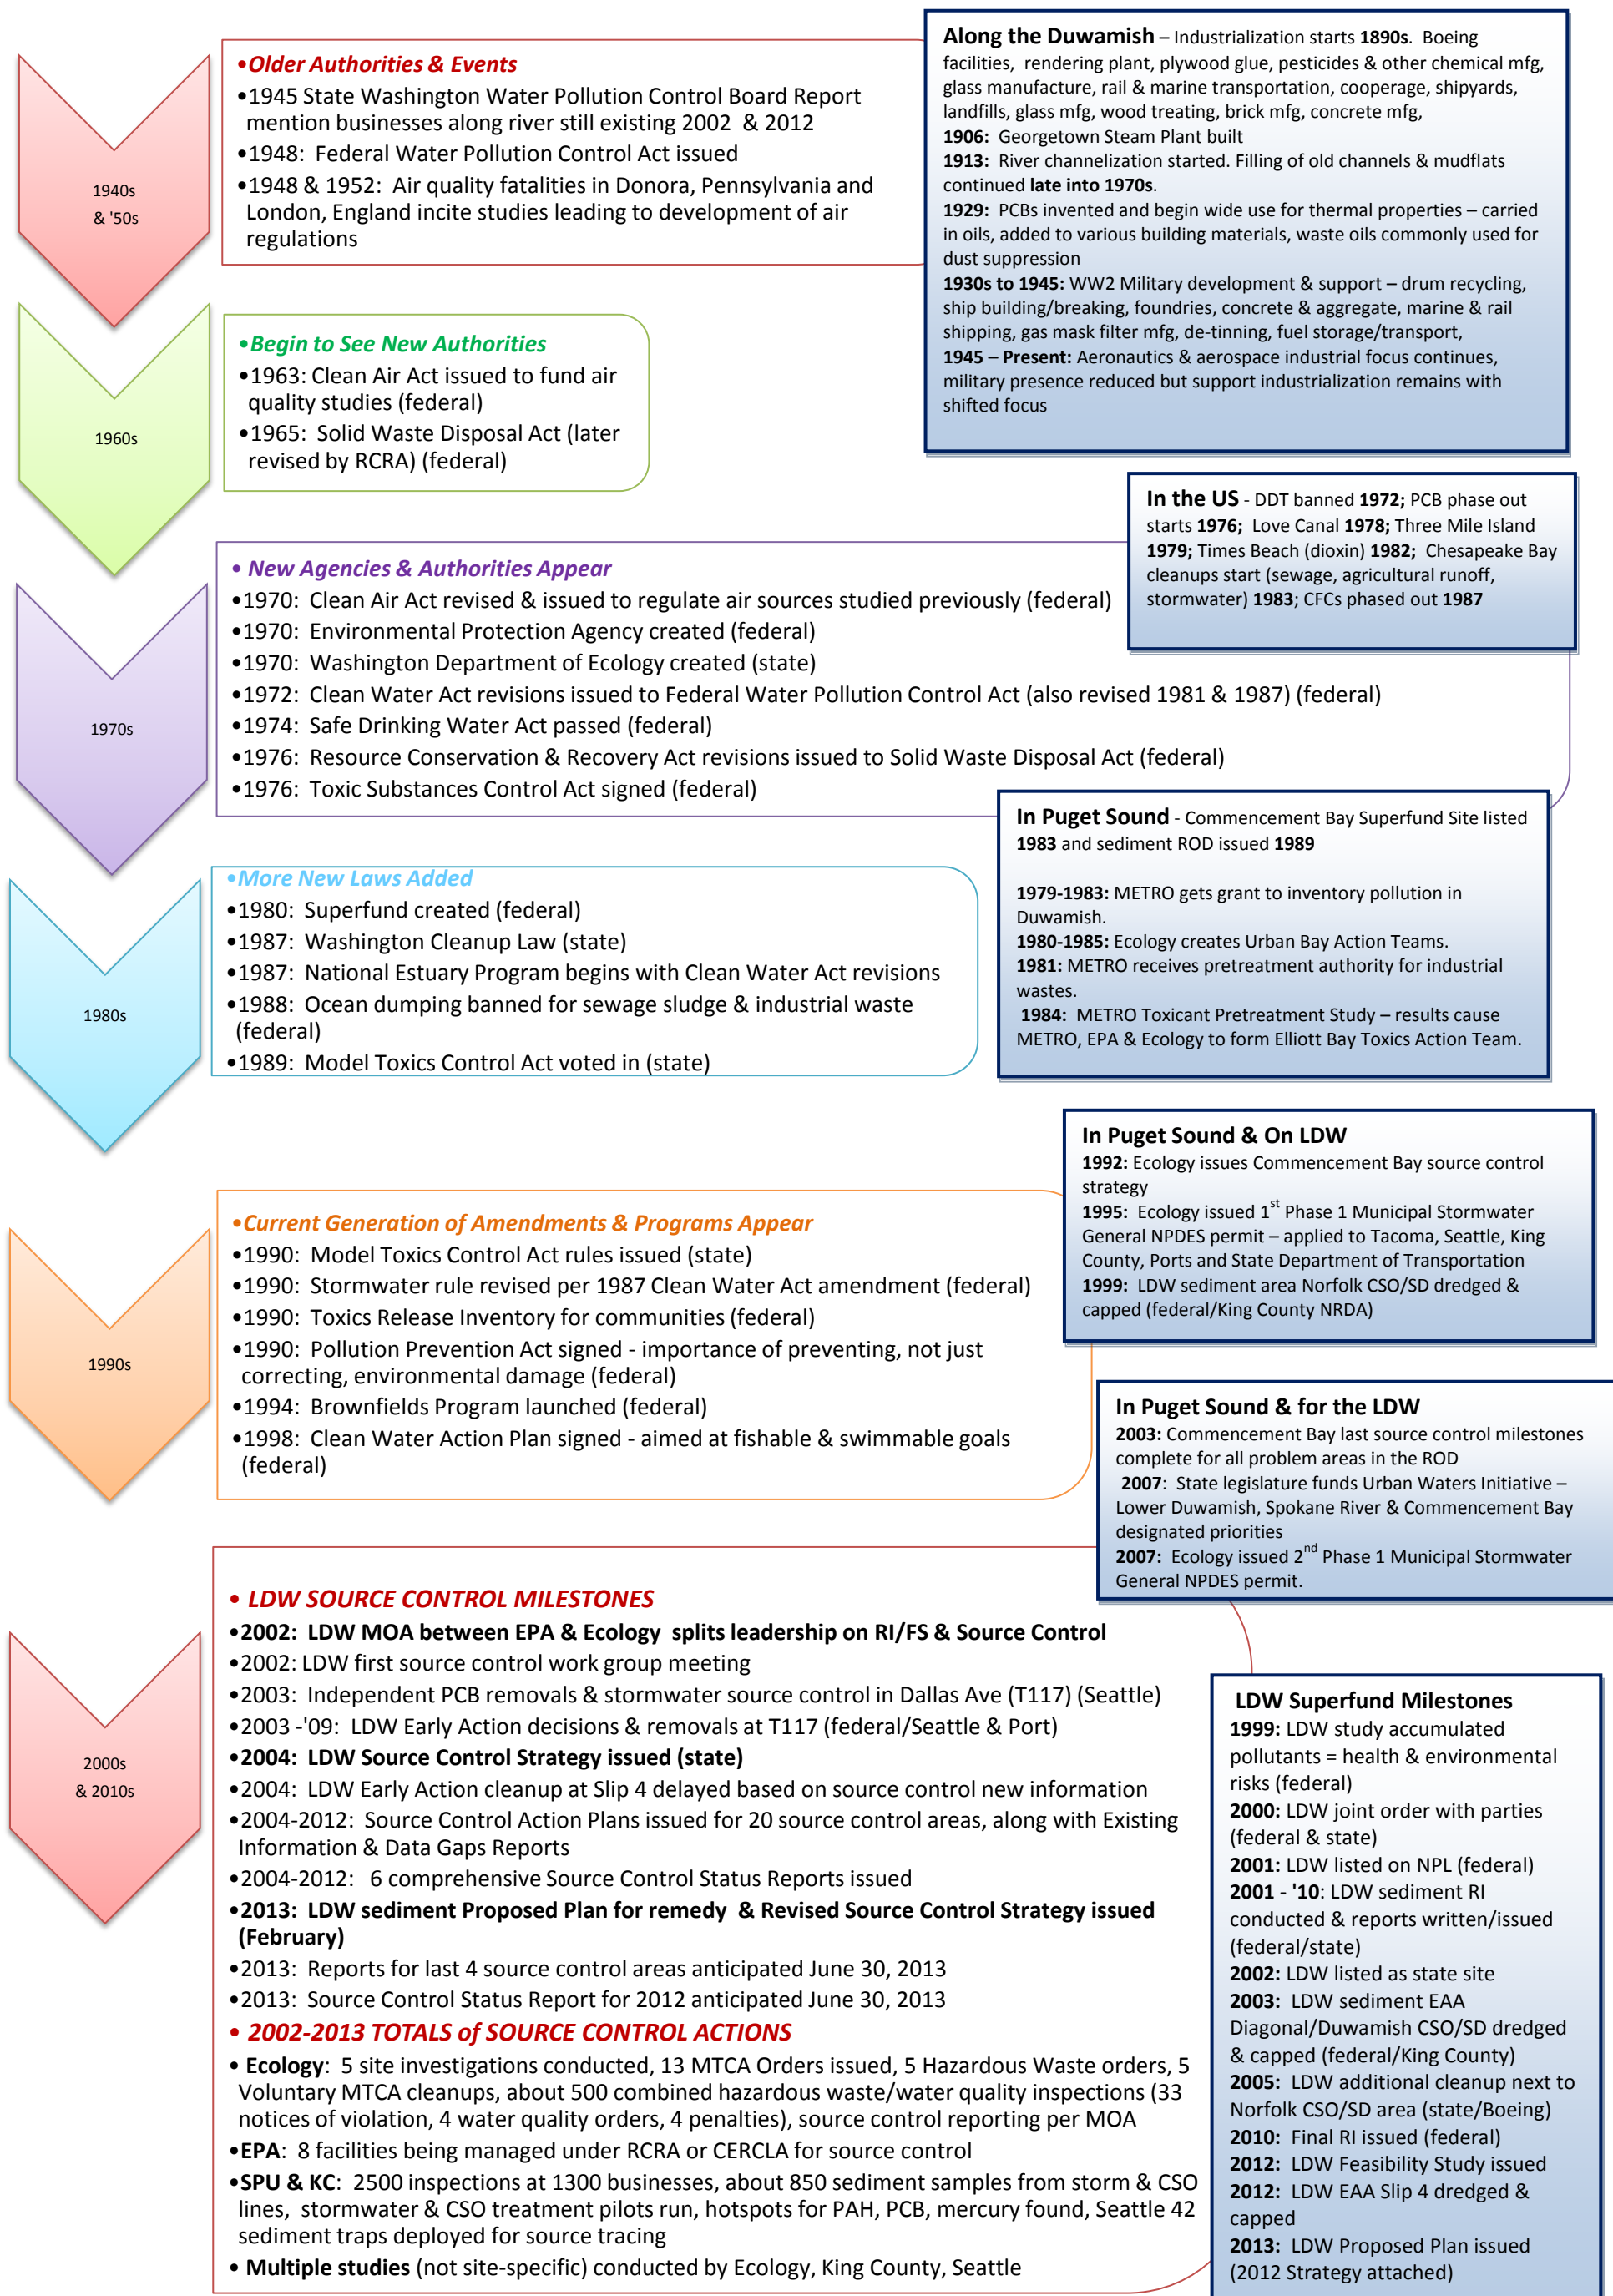 1940s
& '50s
•Older Authorities & Events
•1945 State Washington Water Pollution Control Board Report
mention businesses along river still existing 2002 & 2012
•1948: Federal Water Pollution Control Act issued
•1948 & 1952: Air quality fatalities in Donora, Pennsylvania and
London, England incite studies leading to development of air
regulations
Along the Duwamish – Industrialization starts 1890s. Boeing
facilities, rendering plant, plywood glue, pesticides & other chemical mfg,
glass manufacture, rail & marine transportation, cooperage, shipyards,
landfills, glass mfg, wood treating, brick mfg, concrete mfg,
1906: Georgetown Steam Plant built
1913: River channelization started. Filling of old channels & mudflats
continued late into 1970s.
1929: PCBs invented and begin wide use for thermal properties – carried
in oils, added to various building materials, waste oils commonly used for
dust suppression
1930s to 1945: WW2 Military development & support – drum recycling,
ship building/breaking, foundries, concrete & aggregate, marine & rail
shipping, gas mask filter mfg, de-tinning, fuel storage/transport,
1945 – Present: Aeronautics & aerospace industrial focus continues,
military presence reduced but support industrialization remains with
shifted focus
1960s
•Begin to See New Authorities
•1963: Clean Air Act issued to fund air
quality studies (federal)
•1965: Solid Waste Disposal Act (later
revised by RCRA) (federal)
In the US - DDT banned 1972; PCB phase out
starts 1976; Love Canal 1978; Three Mile Island
1979; Times Beach (dioxin) 1982; Chesapeake Bay
cleanups start (sewage, agricultural runoff,
stormwater) 1983; CFCs phased out 1987
1970s
• New Agencies & Authorities Appear
•1970: Clean Air Act revised & issued to regulate air sources studied previously (federal)
•1970: Environmental Protection Agency created (federal)
•1970: Washington Department of Ecology created (state)
•1972: Clean Water Act revisions issued to Federal Water Pollution Control Act (also revised 1981 & 1987) (federal)
•1974: Safe Drinking Water Act passed (federal)
•1976: Resource Conservation & Recovery Act revisions issued to Solid Waste Disposal Act (federal)
•1976: Toxic Substances Control Act signed (federal)
In Puget Sound - Commencement Bay Superfund Site listed
1983 and sediment ROD issued 1989
1979-1983: METRO gets grant to inventory pollution in
Duwamish.
1980-1985: Ecology creates Urban Bay Action Teams.
1981: METRO receives pretreatment authority for industrial
wastes.
1984: METRO Toxicant Pretreatment Study – results cause
METRO, EPA & Ecology to form Elliott Bay Toxics Action Team.
1980s
•More New Laws Added
•1980: Superfund created (federal)
•1987: Washington Cleanup Law (state)
•1987: National Estuary Program begins with Clean Water Act revisions
•1988: Ocean dumping banned for sewage sludge & industrial waste
(federal)
•1989: Model Toxics Control Act voted in (state)
In Puget Sound & On LDW
1992: Ecology issues Commencement Bay source control
strategy
1995: Ecology issued 1st Phase 1 Municipal Stormwater
General NPDES permit – applied to Tacoma, Seattle, King
County, Ports and State Department of Transportation
1999: LDW sediment area Norfolk CSO/SD dredged &
capped (federal/King County NRDA)
1990s
•Current Generation of Amendments & Programs Appear
•1990: Model Toxics Control Act rules issued (state)
•1990: Stormwater rule revised per 1987 Clean Water Act amendment (federal)
•1990: Toxics Release Inventory for communities (federal)
•1990: Pollution Prevention Act signed - importance of preventing, not just
correcting, environmental damage (federal)
•1994: Brownfields Program launched (federal)
•1998: Clean Water Action Plan signed - aimed at fishable & swimmable goals
(federal)
In Puget Sound & for the LDW
2003: Commencement Bay last source control milestones
complete for all problem areas in the ROD
2007: State legislature funds Urban Waters Initiative –
Lower Duwamish, Spokane River & Commencement Bay
designated priorities
2007: Ecology issued 2nd Phase 1 Municipal Stormwater
General NPDES permit.
2000s
& 2010s
• LDW SOURCE CONTROL MILESTONES
•2002: LDW MOA between EPA & Ecology splits leadership on RI/FS & Source Control
•2002: LDW first source control work group meeting
•2003: Independent PCB removals & stormwater source control in Dallas Ave (T117) (Seattle)
•2003 -'09: LDW Early Action decisions & removals at T117 (federal/Seattle & Port)
•2004: LDW Source Control Strategy issued (state)
•2004: LDW Early Action cleanup at Slip 4 delayed based on source control new information
•2004-2012: Source Control Action Plans issued for 20 source control areas, along with Existing
Information & Data Gaps Reports
•2004-2012: 6 comprehensive Source Control Status Reports issued
•2013: LDW sediment Proposed Plan for remedy & Revised Source Control Strategy issued
(February)
•2013: Reports for last 4 source control areas anticipated June 30, 2013
•2013: Source Control Status Report for 2012 anticipated June 30, 2013
• 2002-2013 TOTALS of SOURCE CONTROL ACTIONS
• Ecology: 5 site investigations conducted, 13 MTCA Orders issued, 5 Hazardous Waste orders, 5
Voluntary MTCA cleanups, about 500 combined hazardous waste/water quality inspections (33
notices of violation, 4 water quality orders, 4 penalties), source control reporting per MOA
•EPA: 8 facilities being managed under RCRA or CERCLA for source control
•SPU & KC: 2500 inspections at 1300 businesses, about 850 sediment samples from storm & CSO
lines, stormwater & CSO treatment pilots run, hotspots for PAH, PCB, mercury found, Seattle 42
sediment traps deployed for source tracing
• Multiple studies (not site-specific) conducted by Ecology, King County, Seattle
LDW Superfund Milestones
1999: LDW study accumulated
pollutants = health & environmental
risks (federal)
2000: LDW joint order with parties
(federal & state)
2001: LDW listed on NPL (federal)
2001 - '10: LDW sediment RI
conducted & reports written/issued
(federal/state)
2002: LDW listed as state site
2003: LDW sediment EAA
Diagonal/Duwamish CSO/SD dredged
& capped (federal/King County)
2005: LDW additional cleanup next to
Norfolk CSO/SD area (state/Boeing)
2010: Final RI issued (federal)
2012: LDW Feasibility Study issued
2012: LDW EAA Slip 4 dredged &
capped
2013: LDW Proposed Plan issued
(2012 Strategy attached)